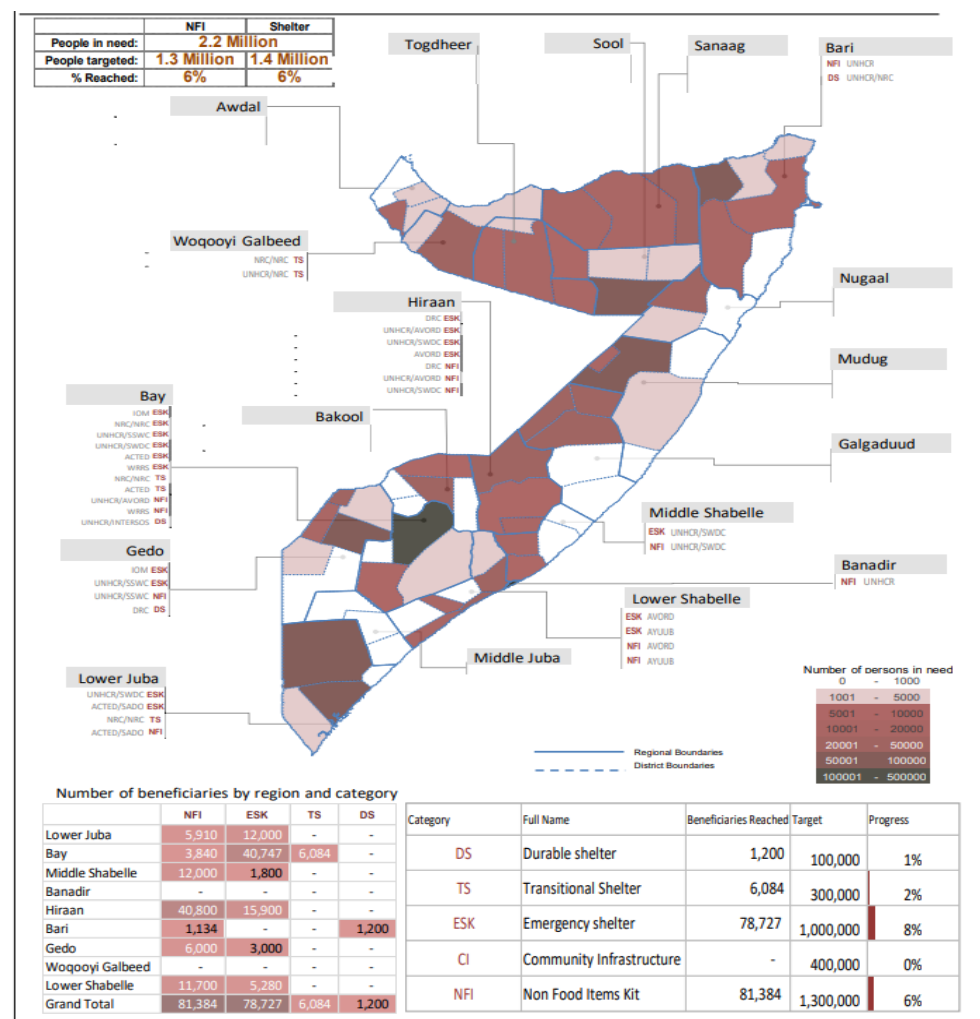 NFI Shelter
People in need: 2.2 Million
People targeted: 1.3 Million 1.4 Million
% Reached: 6% 6%
Togdheer
Sool
Sanaag
Bari
NFI UNHCR
DS UNHCR/NRC
Awdal
Woqooyi Galbeed
NRC/NRC TS
UNHCR/NRC TS
Nugaal
Hiraan
DRC ESK
UNHCR/AVORD ESK
UNHCR/SWDC ESK
AVORD ESK
DRC NFI
UNHCR/AVORD NFI
UNHCR/SWDC NFI
Mudug
Bay
IOM ESK
NRC/NRC ESK
UNHCR/SSWC ESK
UNHCR/SWDC ESK
ACTED ESK
WRRS ESK
NRC/NRC TS
ACTED TS
UNHCR/AVORD NFI
WRRS NFI
UNHCR/INTERSOS DS
Bakool
Galgaduud
Middle Shabelle
ESK UNHCR/SWDC
NFI UNHCR/SWDC
Gedo
IOM ESK
UNHCR/SSWC ESK
UNHCR/SSWC NFI
DRC DS
Banadir
NFI UNHCR
Lower Shabelle
ESK AVORD
ESK AYUUB
NFI AVORD
NFI AYUUB
Middle Juba
Lower Juba
UNHCR/SWDC ESK
ACTED/SADO ESK
NRC/NRC TS
ACTED/SADO NFI
Number of persons in need
0 - 1000
1001 - 5000
5001 - 10000
10001 - 20000
20001 - 50000
50001 100000
100001 - 500000
Regional Boundaries
District Boundaries
Number of beneficiaries by region and category
NFI ESK TS DS
Lower Juba 5,910 12,000 - -
Bay 3,840 40,747 6,084 -
Middle Shabelle 12,000 1,800 - -
Banadir - - - -
Hiraan 40,800 15,900 - -
Bari 1,134 - - 1,200
Gedo 6,000 3,000 - -
Woqooyi Galbeed - - - -
Lower Shabelle 11,700 5,280 - -
Grand Total 81,384 78,727 6,084 1,200
Category Full Name Beneficiaries Reached Target Progress
DS Durable shelter 1,200 100,000 1%
TS Transitional Shelter 6,084 300,000 2%
ESK Emergency shelter 78,727 1,000,000 8%
CI Community Infrastructure - 400,000 0%
NFI Non Food Items Kit 81,384 1,300,000 6%